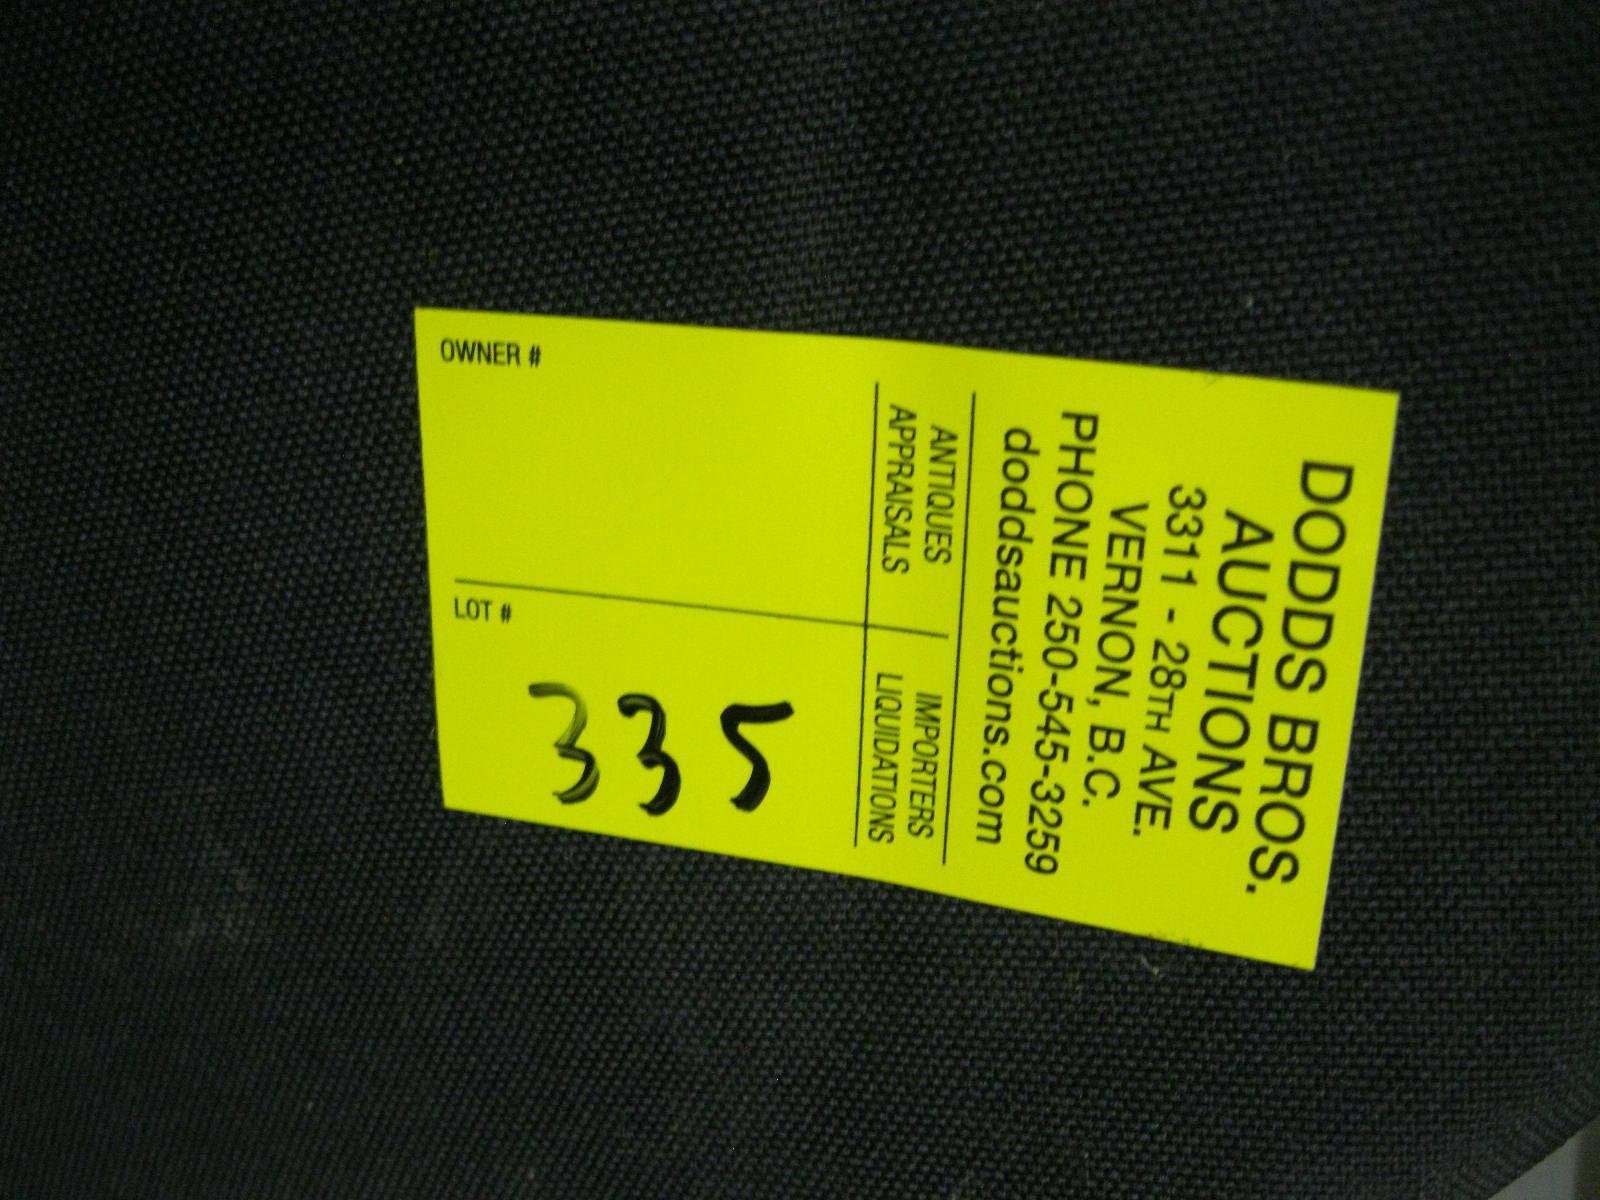 DODDS BROS.
AUCTIONS
3311 - 28TH AVE.
VERNON, B.C.
PHONE 250-545-3259
doddsauctions.com
ANTIQUES
APPRAISALS
IMPORTERS
LIQUIDATIONS
OWNER #
LOT #
335